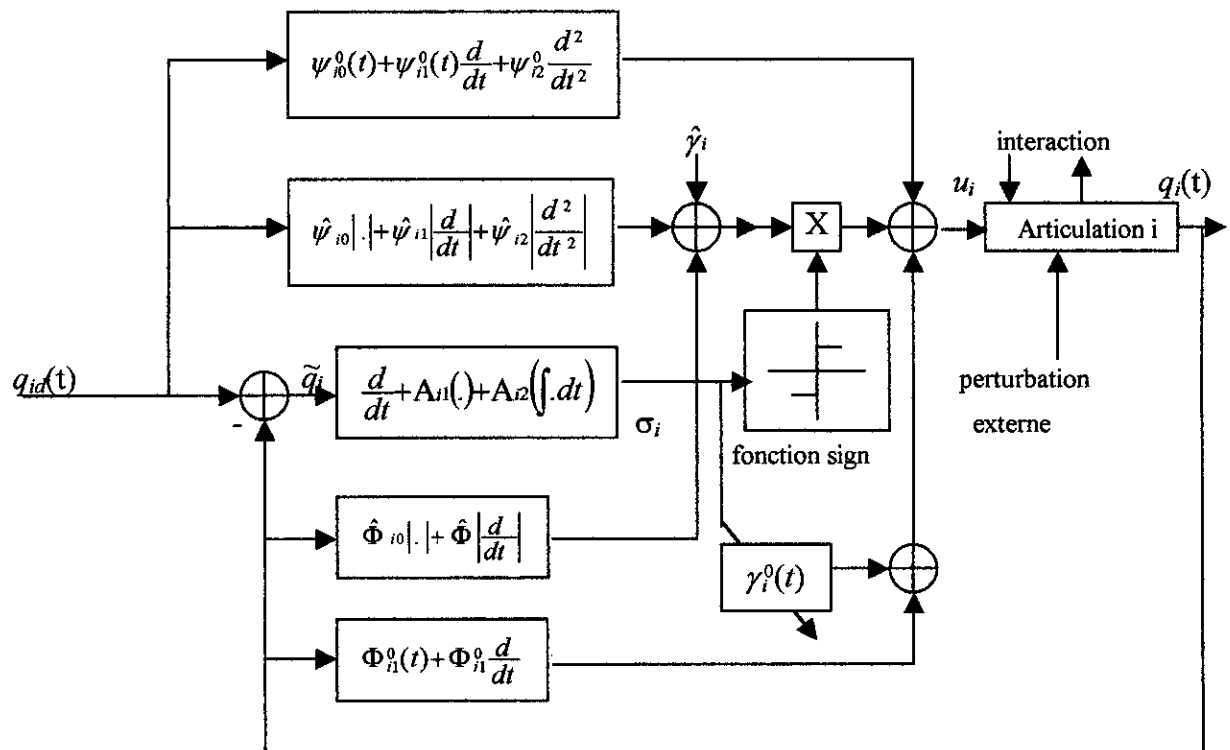 ψ⁰ᵢ₀(t)+ψ⁰ᵢ₁(t) d/dt + ψ⁰ᵢ₂ d²/dt²
γ̂ᵢ
interaction
uᵢ
qᵢ(t)
ψ̂ᵢ₀|.|+ψ̂ᵢ₁|d/dt|+ψ̂ᵢ₂|d²/dt²|
X
Articulation i
q_id(t)
q̃ᵢ
-
d/dt+Aᵢ₁(.)+Aᵢ₂(∫.dt)
σᵢ
perturbation
externe
fonction sign
Φ̂ᵢ₀|.|+Φ̂|d/dt|
γ⁰ᵢ(t)
Φ⁰ᵢ₁(t)+Φ⁰ᵢ₁ d/dt